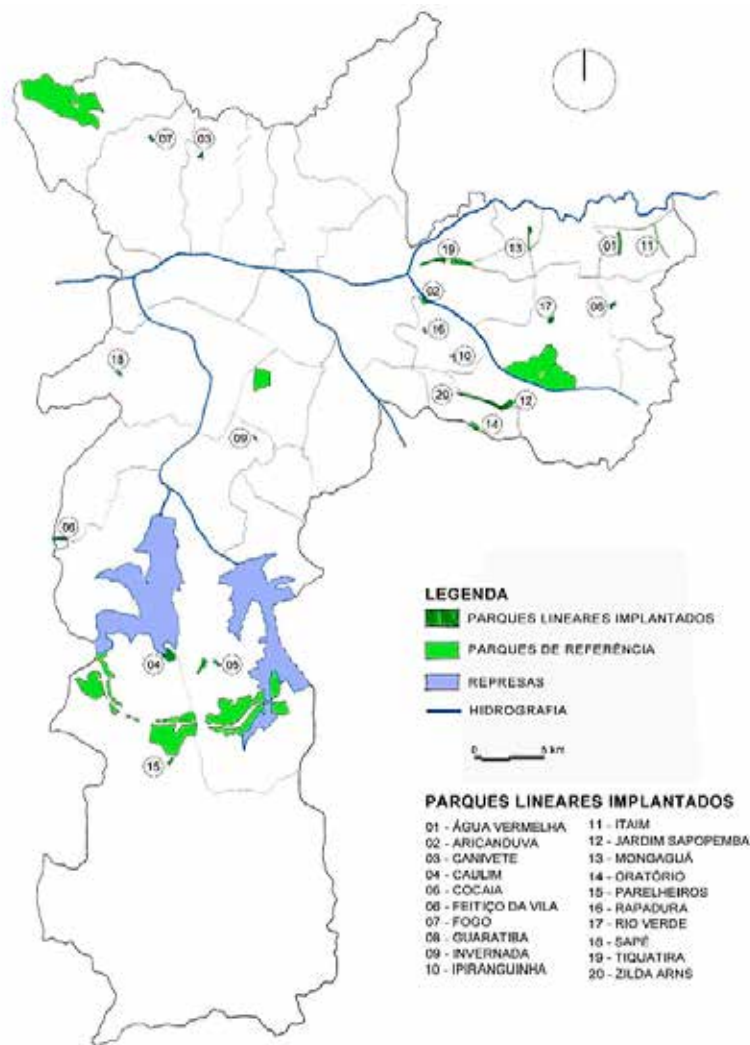 07
03
19
13
01
11
02
16
17
08
10
18
20
12
14
09
06
04
05
15
LEGENDA
PARQUES LINEARES IMPLANTADOS
PARQUES DE REFERÊNCIA
REPRESAS
HIDROGRAFIA
0 5 km
PARQUES LINEARES IMPLANTADOS
01 - ÁGUA VERMELHA
02 - ARICANDUVA
03 - CANIVETE
04 - CAULIM
05 - COCAIA
06 - FEITIÇO DA VILA
07 - FOGO
08 - GUARATIBA
09 - INVERNADA
10 - IPIRANGUINHA
11 - ITAIM
12 - JARDIM SAPOPEMBA
13 - MONGAGUÁ
14 - ORATÓRIO
15 - PARELHEIROS
16 - RAPADURA
17 - RIO VERDE
18 - SAPÉ
19 - TIQUATIRA
20 - ZILDA ARNS